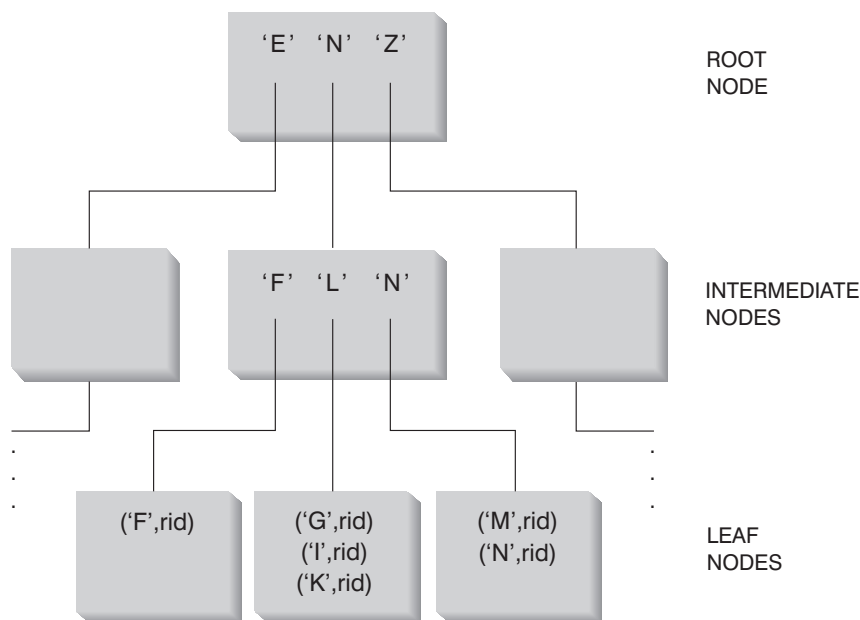 ‘E’ ‘N’ ‘Z’
ROOT
NODE
‘F’ ‘L’ ‘N’
INTERMEDIATE
NODES
(‘F’,rid)
(‘G’,rid)
(‘I’,rid)
(‘K’,rid)
(‘M’,rid)
(‘N’,rid)
LEAF
NODES